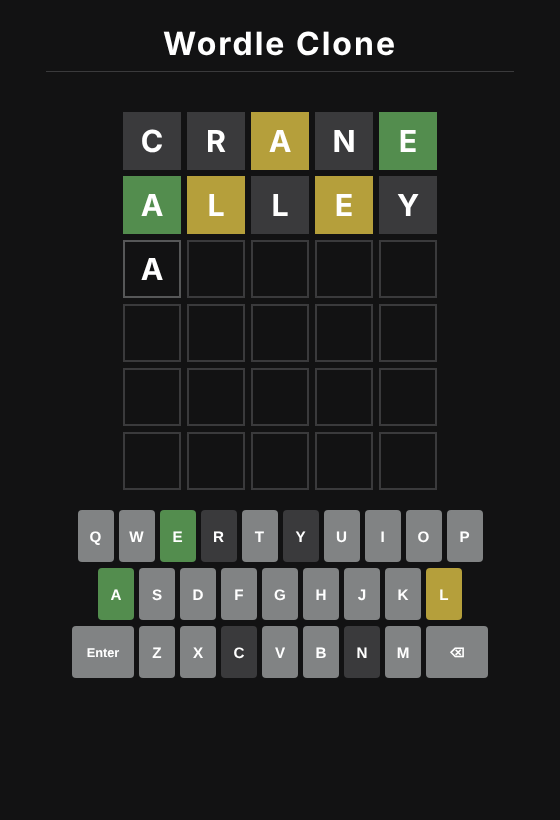 Wordle Clone
C R A N E
A L L E Y
A
Q W E R T Y U I O P
A S D F G H J K L
Enter Z X C V B N M ⌫